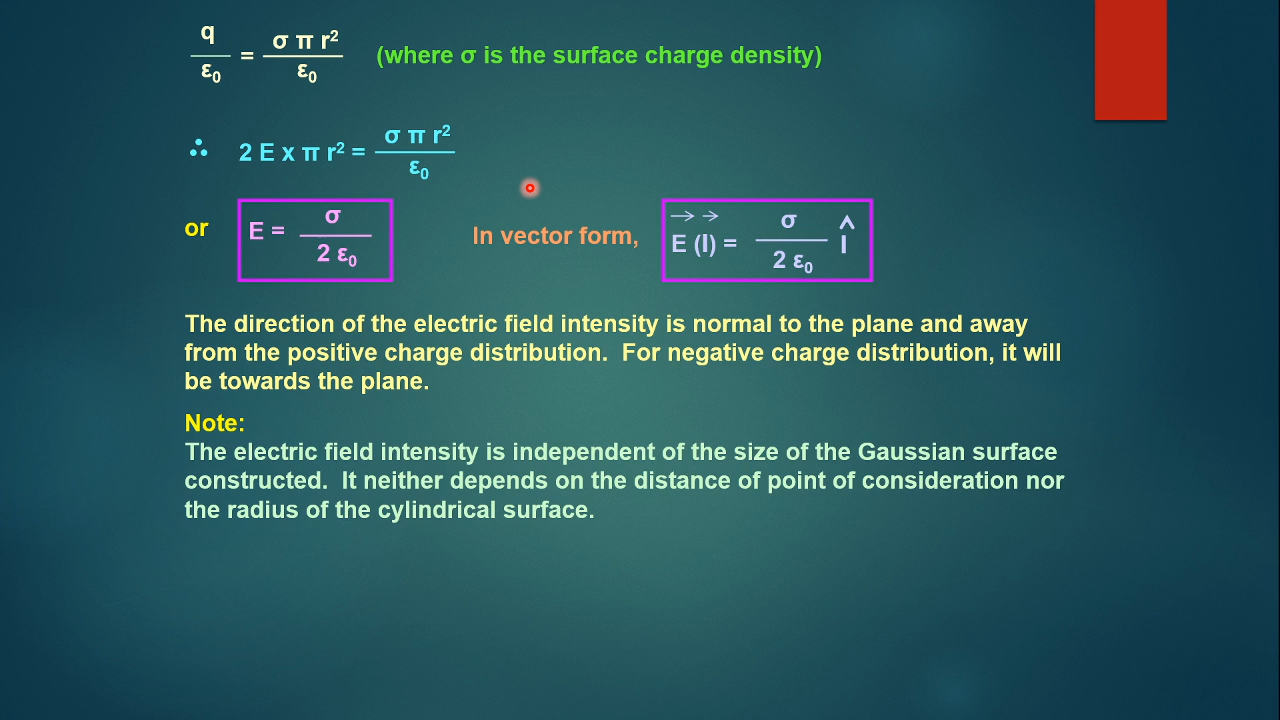 q/ε₀ = σ π r²/ε₀ (where σ is the surface charge density)
∴ 2 E x π r² = σ π r²/ε₀
or E = σ/2 ε₀ In vector form, E⃗ (l⃗) = σ/2 ε₀ l̂
The direction of the electric field intensity is normal to the plane and away
from the positive charge distribution. For negative charge distribution, it will
be towards the plane.
Note:
The electric field intensity is independent of the size of the Gaussian surface
constructed. It neither depends on the distance of point of consideration nor
the radius of the cylindrical surface.